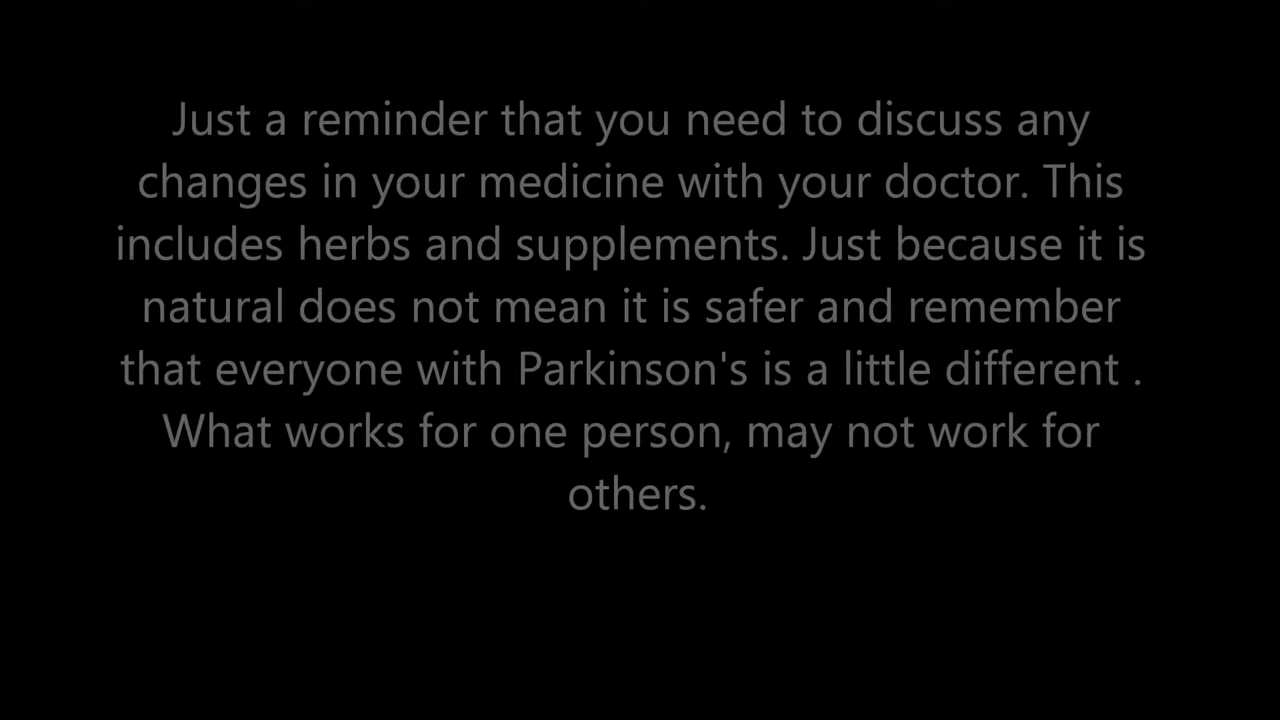 Just a reminder that you need to discuss any
changes in your medicine with your doctor. This
includes herbs and supplements. Just because it is
natural does not mean it is safer and remember
that everyone with Parkinson's is a little different .
What works for one person, may not work for
others.